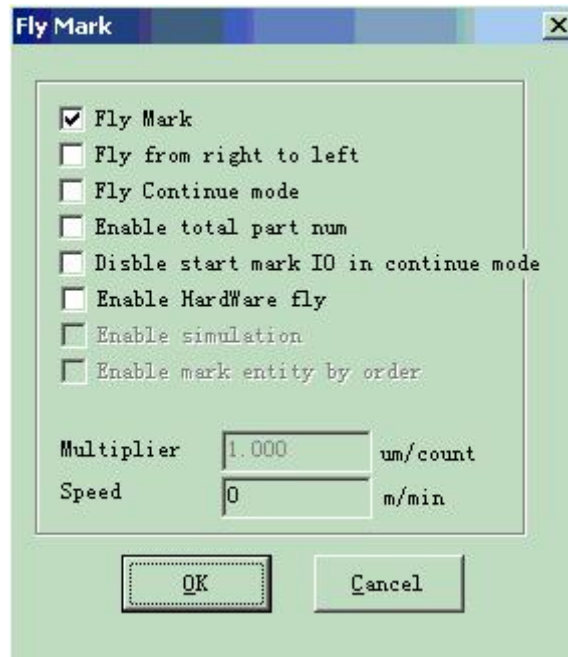 Fly Mark
Fly Mark
Fly from right to left
Fly Continue mode
Enable total part num
Disble start mark IO in continue mode
Enable HardWare fly
Enable simulation
Enable mark entity by order
Multiplier 1.000 um/count
Speed 0 m/min
OK Cancel